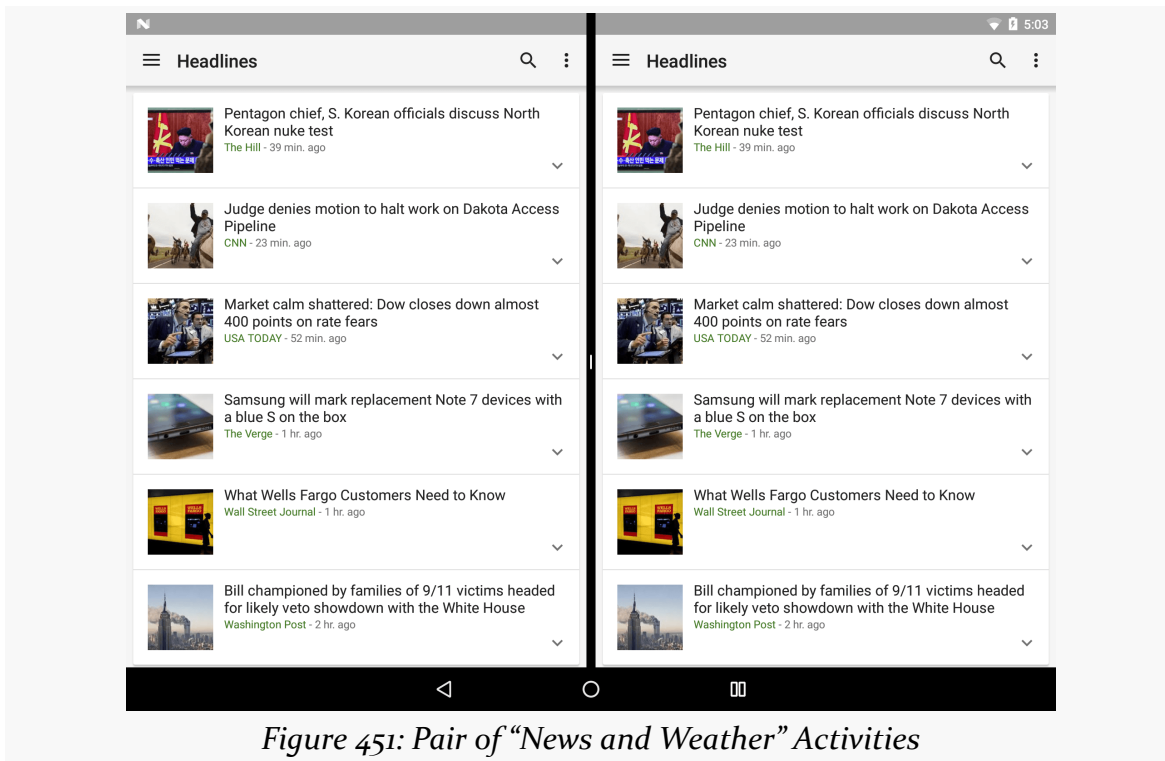 5:03
Headlines
Pentagon chief, S. Korean officials discuss North
Korean nuke test
The Hill - 39 min. ago
Judge denies motion to halt work on Dakota Access
Pipeline
CNN - 23 min. ago
Market calm shattered: Dow closes down almost
400 points on rate fears
USA TODAY - 52 min. ago
Samsung will mark replacement Note 7 devices with
a blue S on the box
The Verge - 1 hr. ago
What Wells Fargo Customers Need to Know
Wall Street Journal - 1 hr. ago
Bill championed by families of 9/11 victims headed
for likely veto showdown with the White House
Washington Post - 2 hr. ago
Headlines
Pentagon chief, S. Korean officials discuss North
Korean nuke test
The Hill - 39 min. ago
Judge denies motion to halt work on Dakota Access
Pipeline
CNN - 23 min. ago
Market calm shattered: Dow closes down almost
400 points on rate fears
USA TODAY - 52 min. ago
Samsung will mark replacement Note 7 devices with
a blue S on the box
The Verge - 1 hr. ago
What Wells Fargo Customers Need to Know
Wall Street Journal - 1 hr. ago
Bill championed by families of 9/11 victims headed
for likely veto showdown with the White House
Washington Post - 2 hr. ago
Figure 451: Pair of “News and Weather” Activities